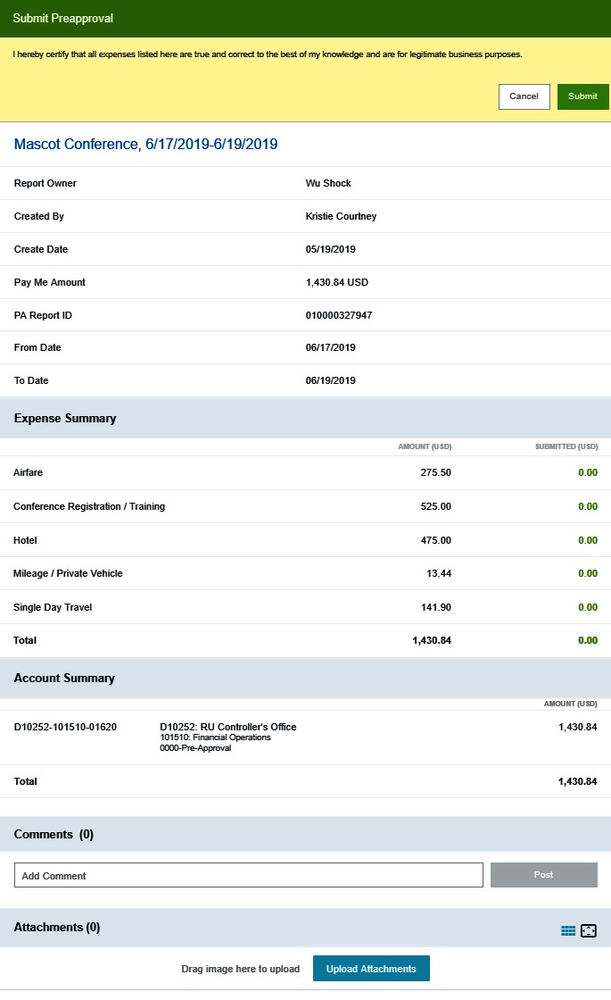 Submit Preapproval
I hereby certify that all expenses listed here are true and correct to the best of my knowledge and are for legitimate business purposes.
Cancel Submit
Mascot Conference, 6/17/2019-6/19/2019
Report Owner Wu Shock
Created By Kristie Courtney
Create Date 05/19/2019
Pay Me Amount 1,430.84 USD
PA Report ID 010000327947
From Date 06/17/2019
To Date 06/19/2019
Expense Summary
AMOUNT (USD) SUBMITTED (USD)
Airfare 275.50 0.00
Conference Registration / Training 525.00 0.00
Hotel 475.00 0.00
Mileage / Private Vehicle 13.44 0.00
Single Day Travel 141.90 0.00
Total 1,430.84 0.00
Account Summary
AMOUNT (USD)
D10252-101510-01620 D10252: RU Controller's Office 1,430.84
101510: Financial Operations
0000-Pre-Approval
Total 1,430.84
Comments (0)
Add Comment Post
Attachments (0)
Drag image here to upload Upload Attachments